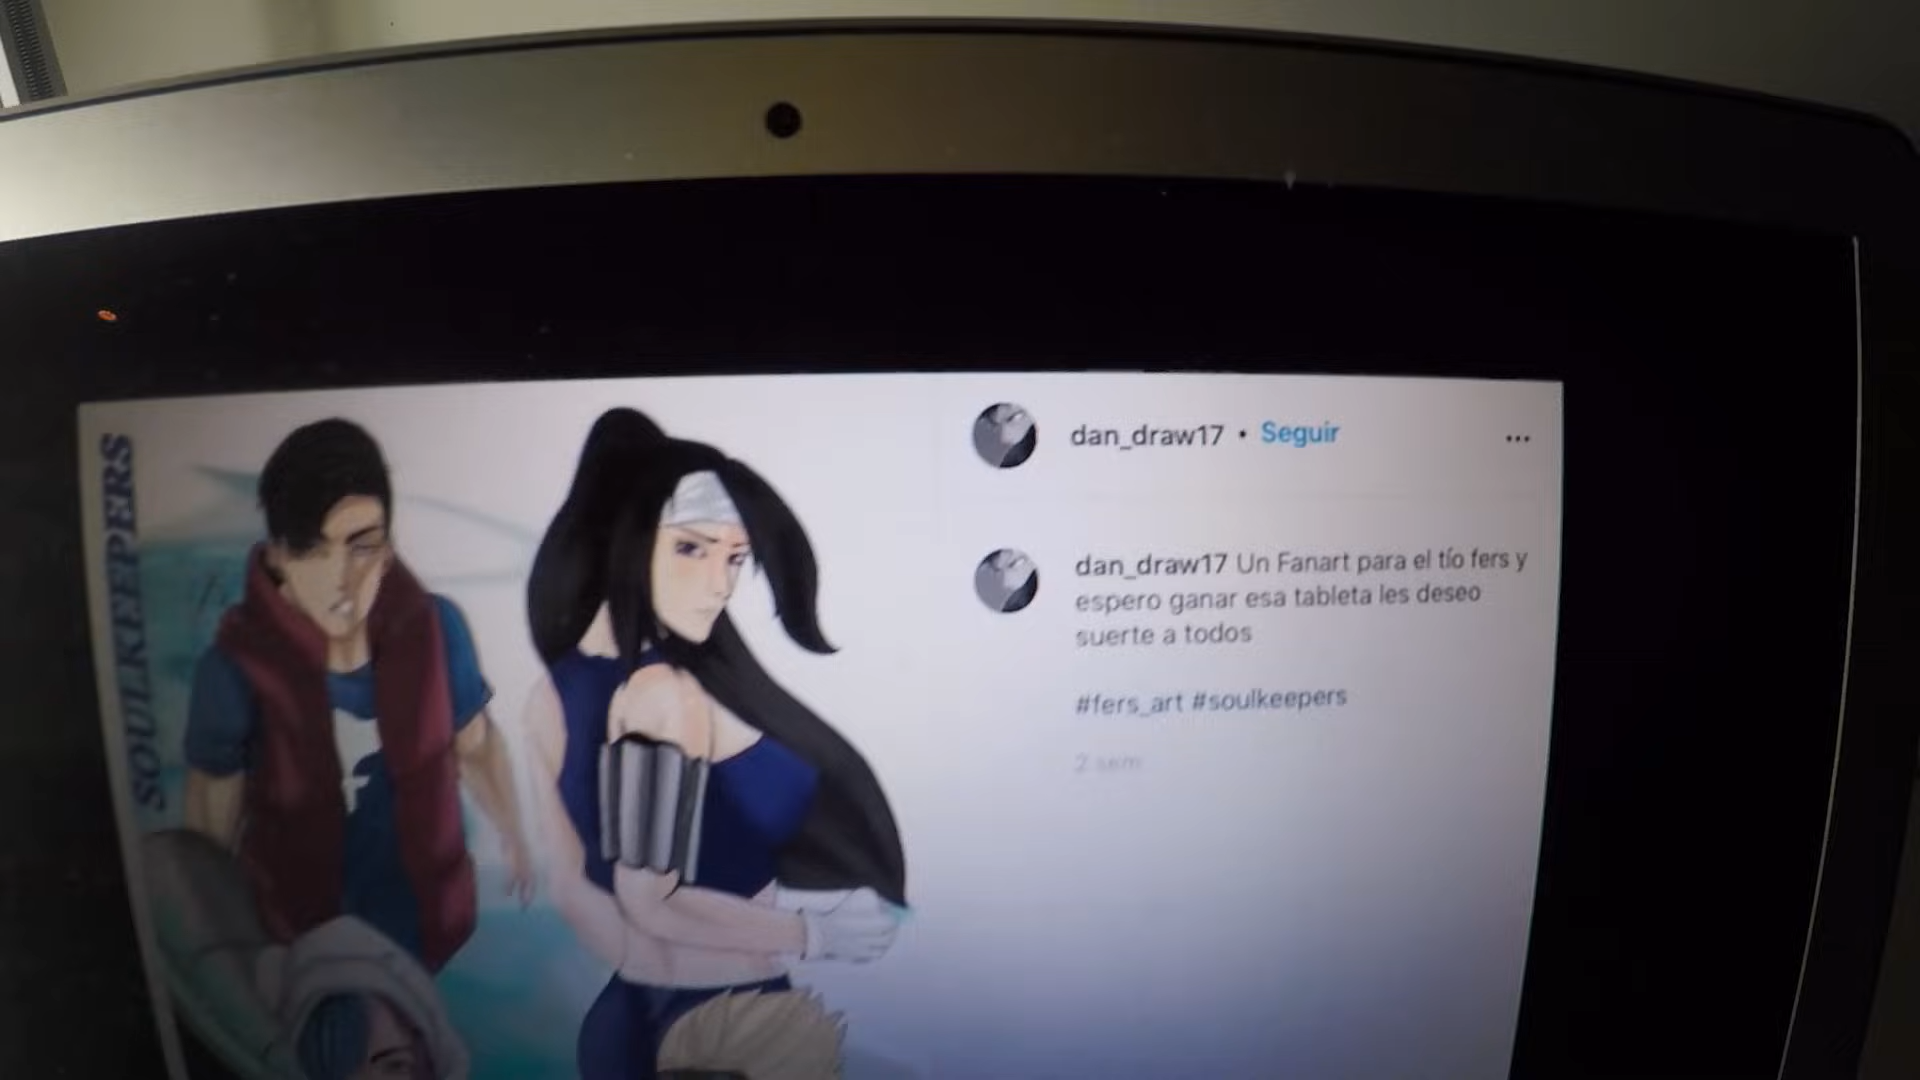 SOULKEEPERS
dan_draw17 • Seguir
dan_draw17 Un Fanart para el tío fers y
espero ganar esa tableta les deseo
suerte a todos
#fers_art #soulkeepers
2 sem